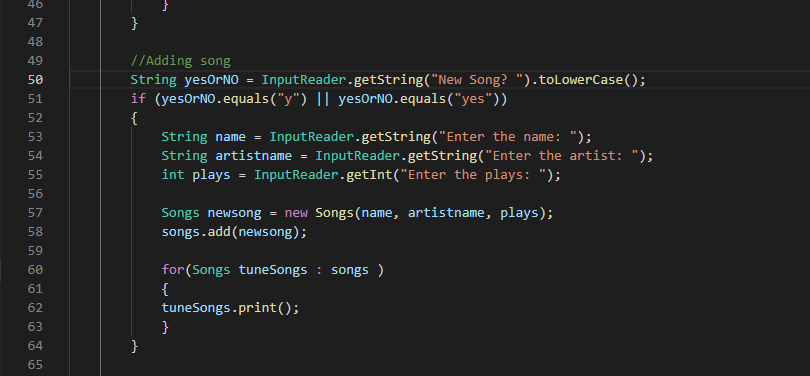 46 }
47 }
48
49 //Adding song
50 String yesOrNO = InputReader.getString("New Song? ").toLowerCase();
51 if (yesOrNO.equals("y") || yesOrNO.equals("yes"))
52 {
53 String name = InputReader.getString("Enter the name: ");
54 String artistname = InputReader.getString("Enter the artist: ");
55 int plays = InputReader.getInt("Enter the plays: ");
56
57 Songs newsong = new Songs(name, artistname, plays);
58 songs.add(newsong);
59
60 for(Songs tuneSongs : songs )
61 {
62 tuneSongs.print();
63 }
64 }
65